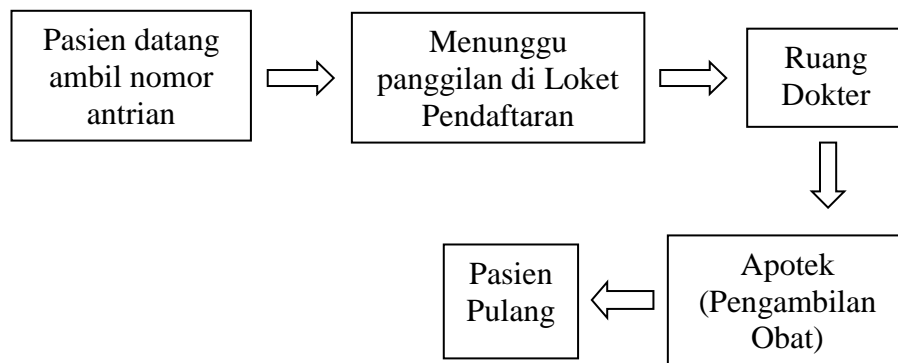 Pasien datang
ambil nomor
antrian
Menunggu
panggilan di Loket
Pendaftaran
Ruang
Dokter
Apotek
(Pengambilan
Obat)
Pasien
Pulang